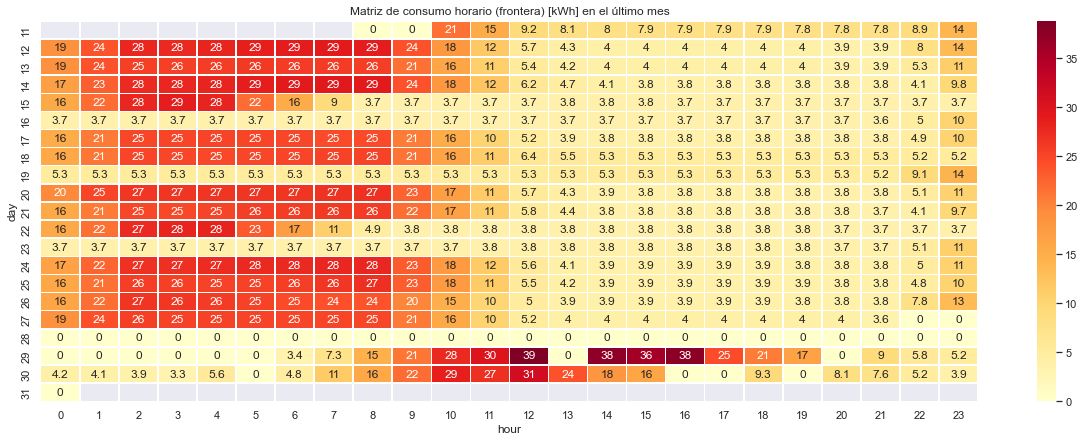 Matriz de consumo horario (frontera) [kWh] en el último mes
11 0 0 21 15 9.2 8.1 8 7.9 7.9 7.9 7.8 7.8 7.8 8.9 14
12 19 24 28 28 28 29 29 29 29 24 18 12 5.7 4.3 4 4 4 4 4 4 3.9 3.9 8 14
13 19 24 25 26 26 26 26 26 26 21 16 11 5.4 4.2 4 4 4 4 4 4 3.9 3.9 5.3 11
14 17 23 28 28 28 29 29 29 29 24 18 12 6.2 4.7 4.1 3.8 3.8 3.8 3.8 3.8 3.8 3.8 4.1 9.8
15 16 22 28 29 28 22 16 9 3.7 3.7 3.7 3.7 3.7 3.8 3.8 3.8 3.7 3.7 3.7 3.7 3.7 3.7 3.7 3.7
16 3.7 3.7 3.7 3.7 3.7 3.7 3.7 3.7 3.7 3.7 3.7 3.7 3.7 3.8 3.8 3.8 3.7 3.7 3.7 3.7 3.7 3.6 5 10
17 16 21 25 25 25 25 25 25 25 21 16 10 5.2 3.9 3.8 3.8 3.8 3.8 3.8 3.8 3.8 3.7 4.9 10
18 16 21 25 25 25 25 25 25 25 21 16 11 6.4 5.5 5.3 5.3 5.3 5.3 5.3 5.3 5.3 5.3 5.2 5.2
19 5.3 5.3 5.3 5.3 5.3 5.3 5.3 5.3 5.3 5.3 5.3 5.3 5.3 5.3 5.3 5.3 5.3 5.3 5.3 5.3 5.3 5.2 9.1 14
20 20 25 27 27 27 27 27 27 27 23 17 11 5.7 4.3 3.9 3.8 3.8 3.8 3.8 3.8 3.8 3.8 5.1 11
21 16 21 25 25 25 26 26 26 26 22 17 11 5.8 4.4 3.8 3.8 3.8 3.8 3.8 3.8 3.8 3.7 4.1 9.7
22 16 22 27 28 28 23 17 11 4.9 3.8 3.8 3.8 3.8 3.8 3.8 3.8 3.8 3.8 3.8 3.8 3.7 3.7 3.7 3.7
23 3.7 3.7 3.7 3.7 3.7 3.7 3.7 3.7 3.7 3.7 3.7 3.8 3.8 3.8 3.8 3.8 3.8 3.8 3.8 3.8 3.7 3.7 5.1 11
24 17 22 27 27 27 28 28 28 28 23 18 12 5.6 4.1 3.9 3.9 3.9 3.9 3.9 3.8 3.8 3.8 5 11
25 16 21 26 26 25 25 26 26 27 23 18 11 5.5 4.2 3.9 3.9 3.9 3.9 3.9 3.9 3.8 3.8 4.8 10
26 16 22 27 26 26 25 25 24 24 20 15 10 5 3.9 3.9 3.9 3.9 3.9 3.9 3.8 3.8 3.8 7.8 13
27 19 24 26 25 25 25 25 25 25 21 16 10 5.2 4 4 4 4 4 4 4 4 3.6 0 0
28 0 0 0 0 0 0 0 0 0 0 0 0 0 0 0 0 0 0 0 0 0 0 0 0
29 0 0 0 0 0 0 3.4 7.3 15 21 28 30 39 0 38 36 38 25 21 17 0 9 5.8 5.2
30 4.2 4.1 3.9 3.3 5.6 0 4.8 11 16 22 29 27 31 24 18 16 0 0 9.3 0 8.1 7.6 5.2 3.9
31 0
0 1 2 3 4 5 6 7 8 9 10 11 12 13 14 15 16 17 18 19 20 21 22 23
hour
day
35
30
25
20
15
10
5
0